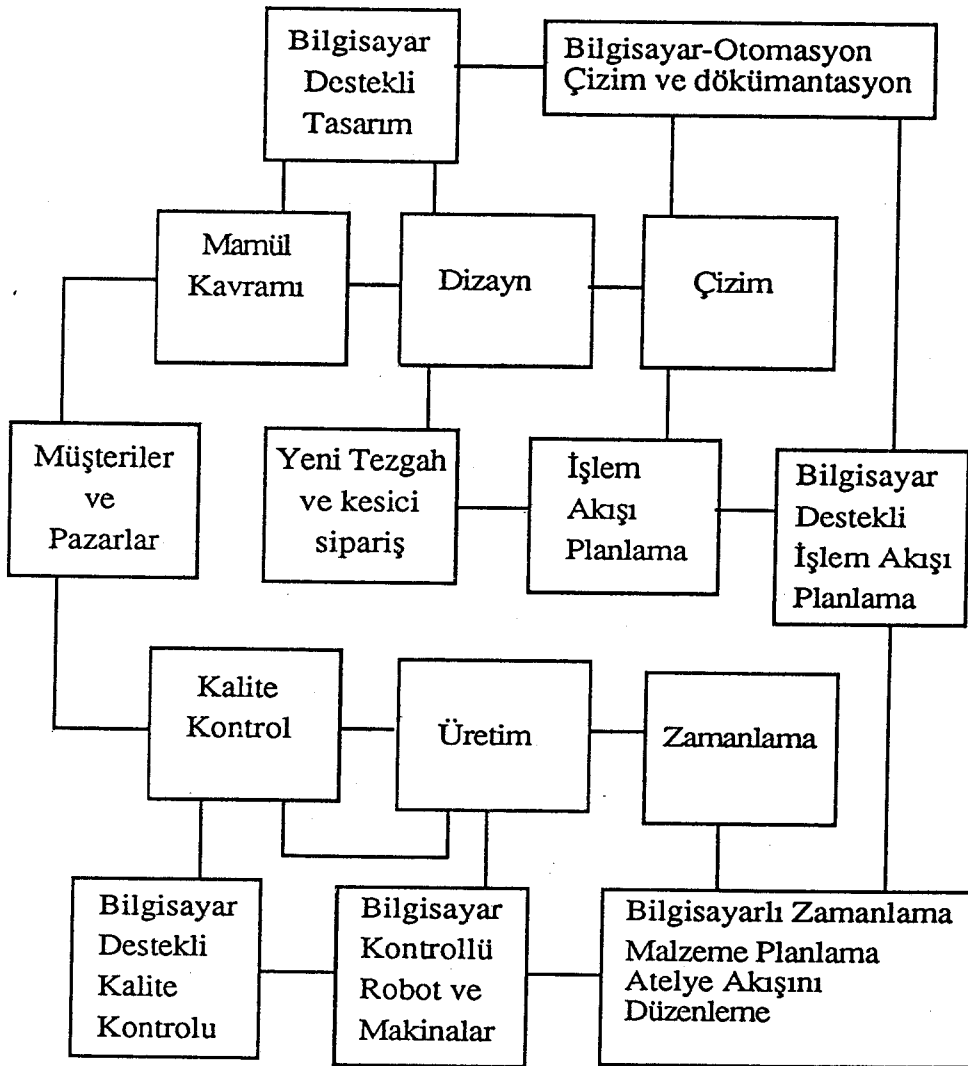 Bilgisayar
Destekli
Tasarım
Bilgisayar-Otomasyon
Çizim ve dökümantasyon
Mamül
Kavramı
Dizayn
Çizim
Müşteriler
ve
Pazarlar
Yeni Tezgah
ve kesici
sipariş
İşlem
Akışı
Planlama
Bilgisayar
Destekli
İşlem Akışı
Planlama
Kalite
Kontrol
Üretim
Zamanlama
Bilgisayar
Destekli
Kalite
Kontrolu
Bilgisayar
Kontrollü
Robot ve
Makinalar
Bilgisayarlı Zamanlama
Malzeme Planlama
Atelye Akışını
Düzenleme